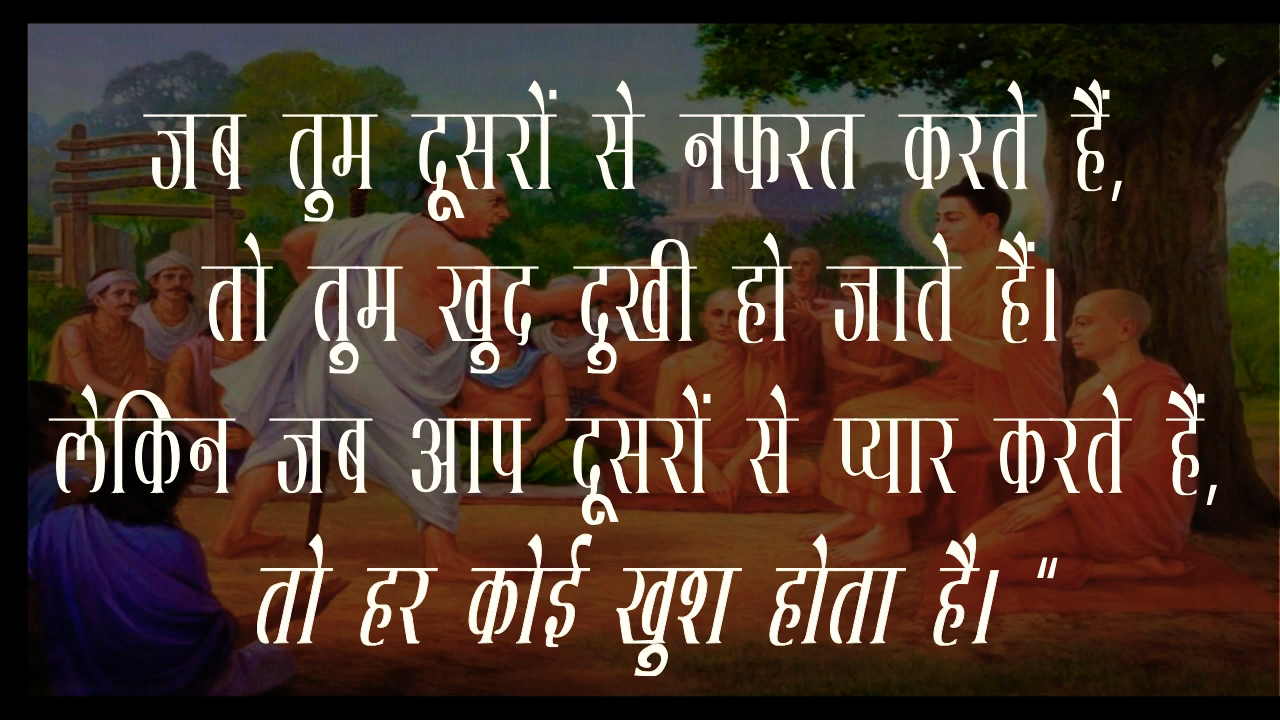 जब तुम दूसरों से नफरत करते हैं,
तो तुम खुद दुखी हो जाते हैं।
लेकिन जब आप दूसरों से प्यार करते हैं,
तो हर कोई खुश होता है। "